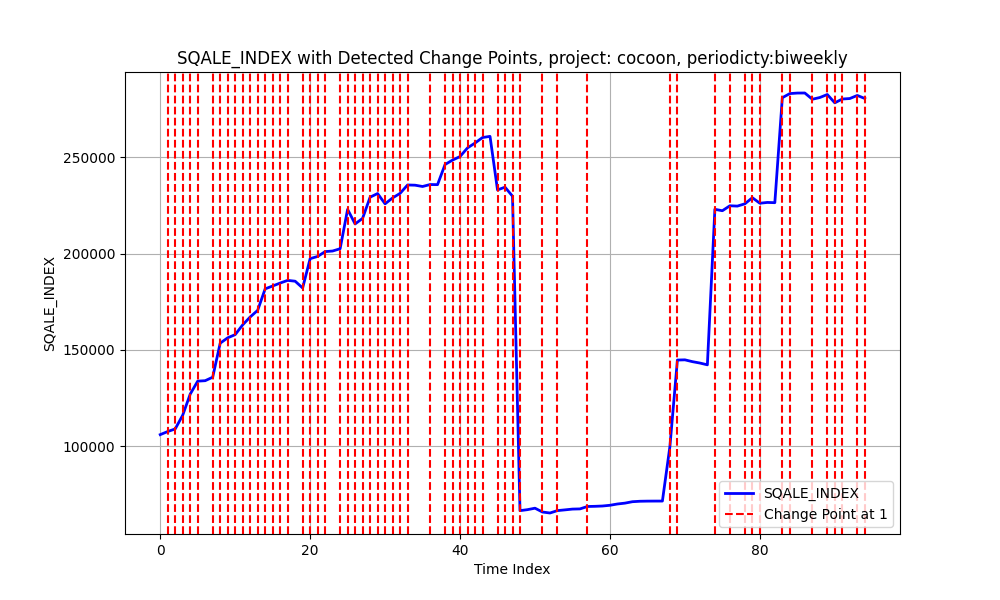 SQALE_INDEX with Detected Change Points, project: cocoon, periodicty:biweekly
SQALE_INDEX
250000
200000
150000
100000
0
20
40
60
80
Time Index
SQALE_INDEX
Change Point at 1